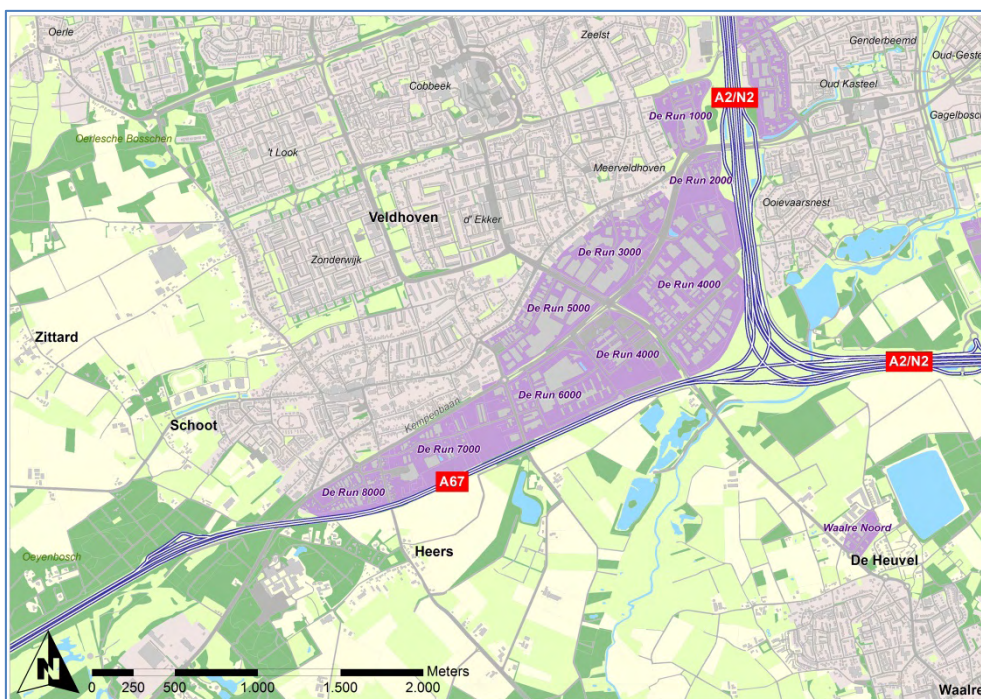 Oerle
Zeelst
Genderbeemd
Oud-Geste
Cobbeek
Oud Kasteel
A2/N2
De Run 1000
Gagelbosch
Oerlesche Bosschen
't Look
Meerveldhoven
De Run 2000
Ooievaarsnest
Veldhoven
d' Ekker
Zonderwijk
De Run 3000
De Run 4000
De Run 5000
Zittard
De Run 4000
A2/N2
De Run 6000
Kempenbaan
Schoot
De Run 7000
A67
De Run 8000
Waalre Noord
Oeyenbosch
Heers
De Heuvel
N
Meters
0 250 500 1.000 1.500 2.000
Waalre